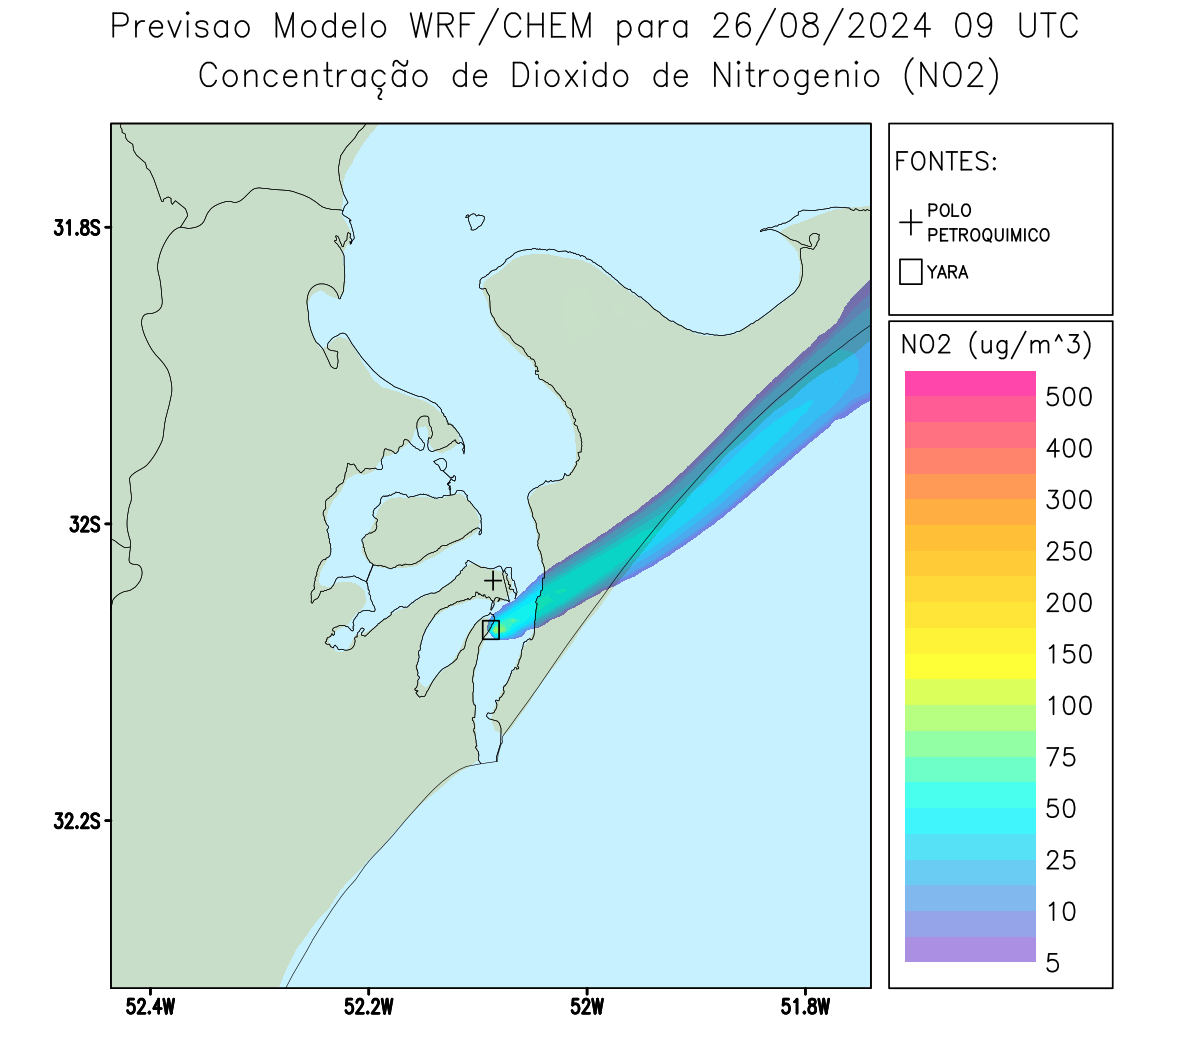 Previsao Modelo WRF/CHEM para 26/08/2024 09 UTC
Concentração de Dioxido de Nitrogenio (NO2)
FONTES:
POLO
PETROQUIMICO
YARA
31.8S
32S
32.2S
52.4W
52.2W
52W
51.8W
NO2 (ug/m^3)
500
400
300
250
200
150
100
75
50
25
10
5